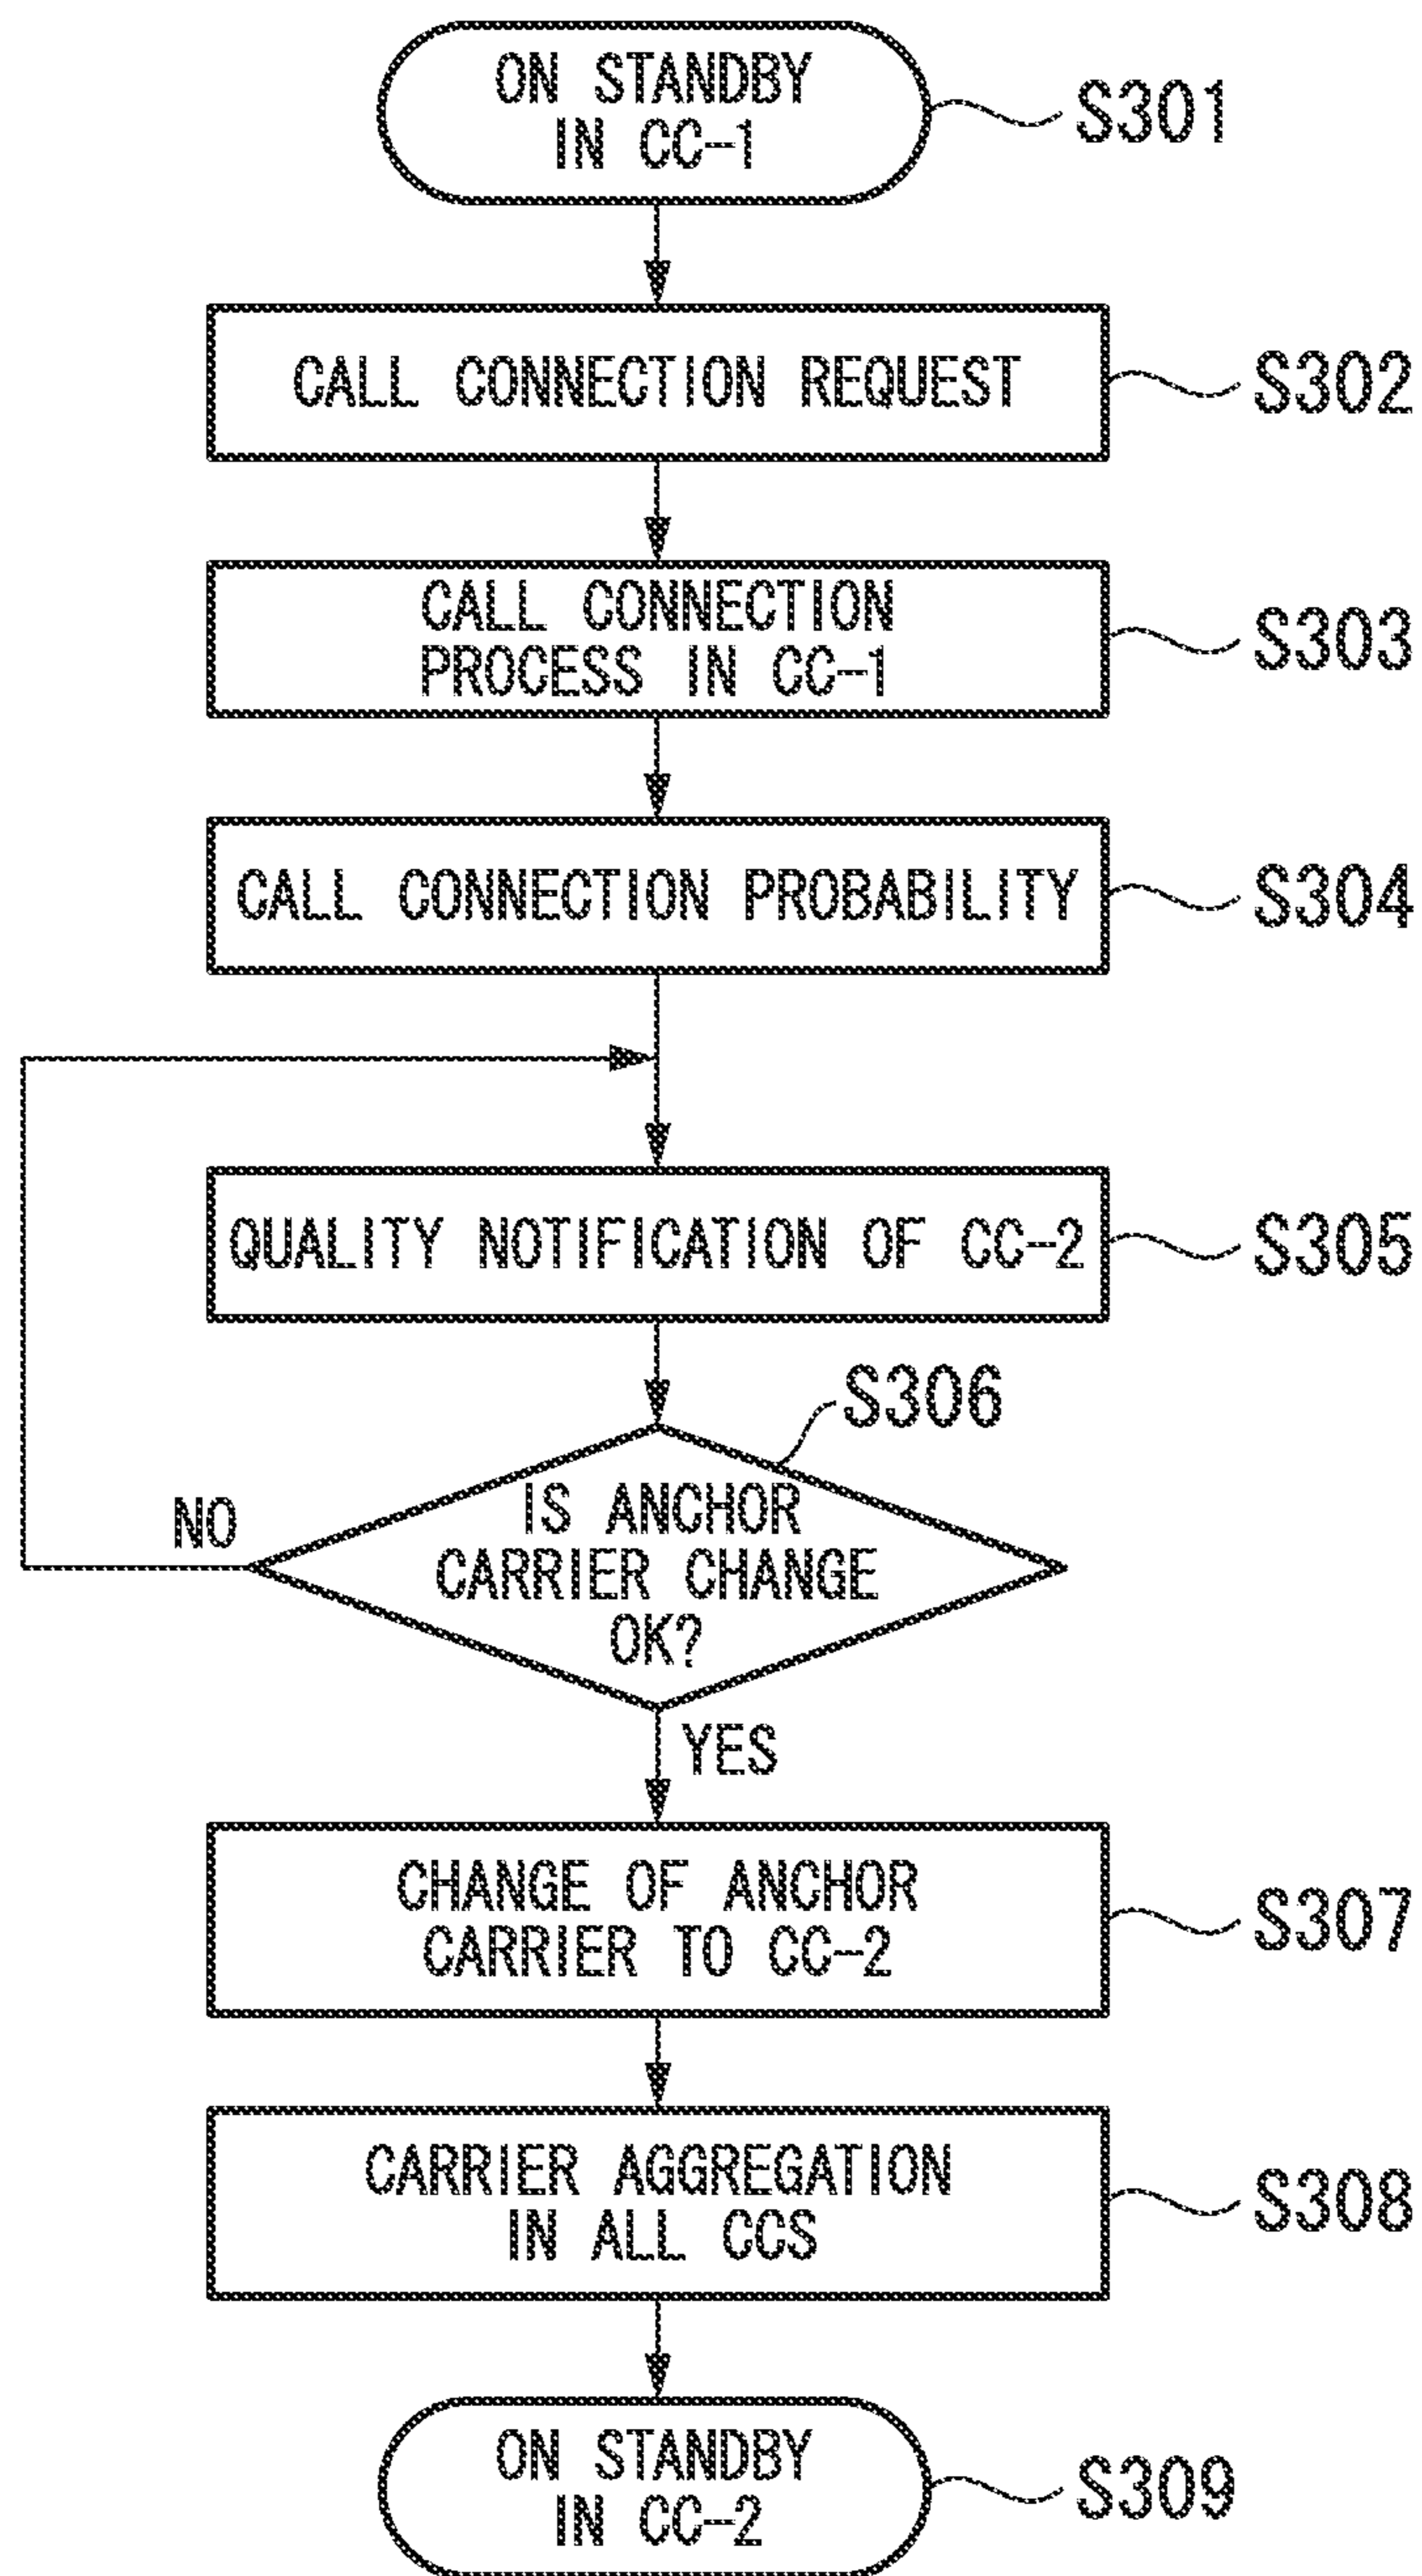 ON STANDBY
IN CC-1
S301
CALL CONNECTION REQUEST
S302
CALL CONNECTION
PROCESS IN CC-1
S303
CALL CONNECTION PROBABILITY
S304
QUALITY NOTIFICATION OF CC-2
S305
S306
IS ANCHOR
CARRIER CHANGE
OK?
NO
YES
CHANGE OF ANCHOR
CARRIER TO CC-2
S307
CARRIER AGGREGATION
IN ALL CCS
S308
ON STANDBY
IN CC-2
S309